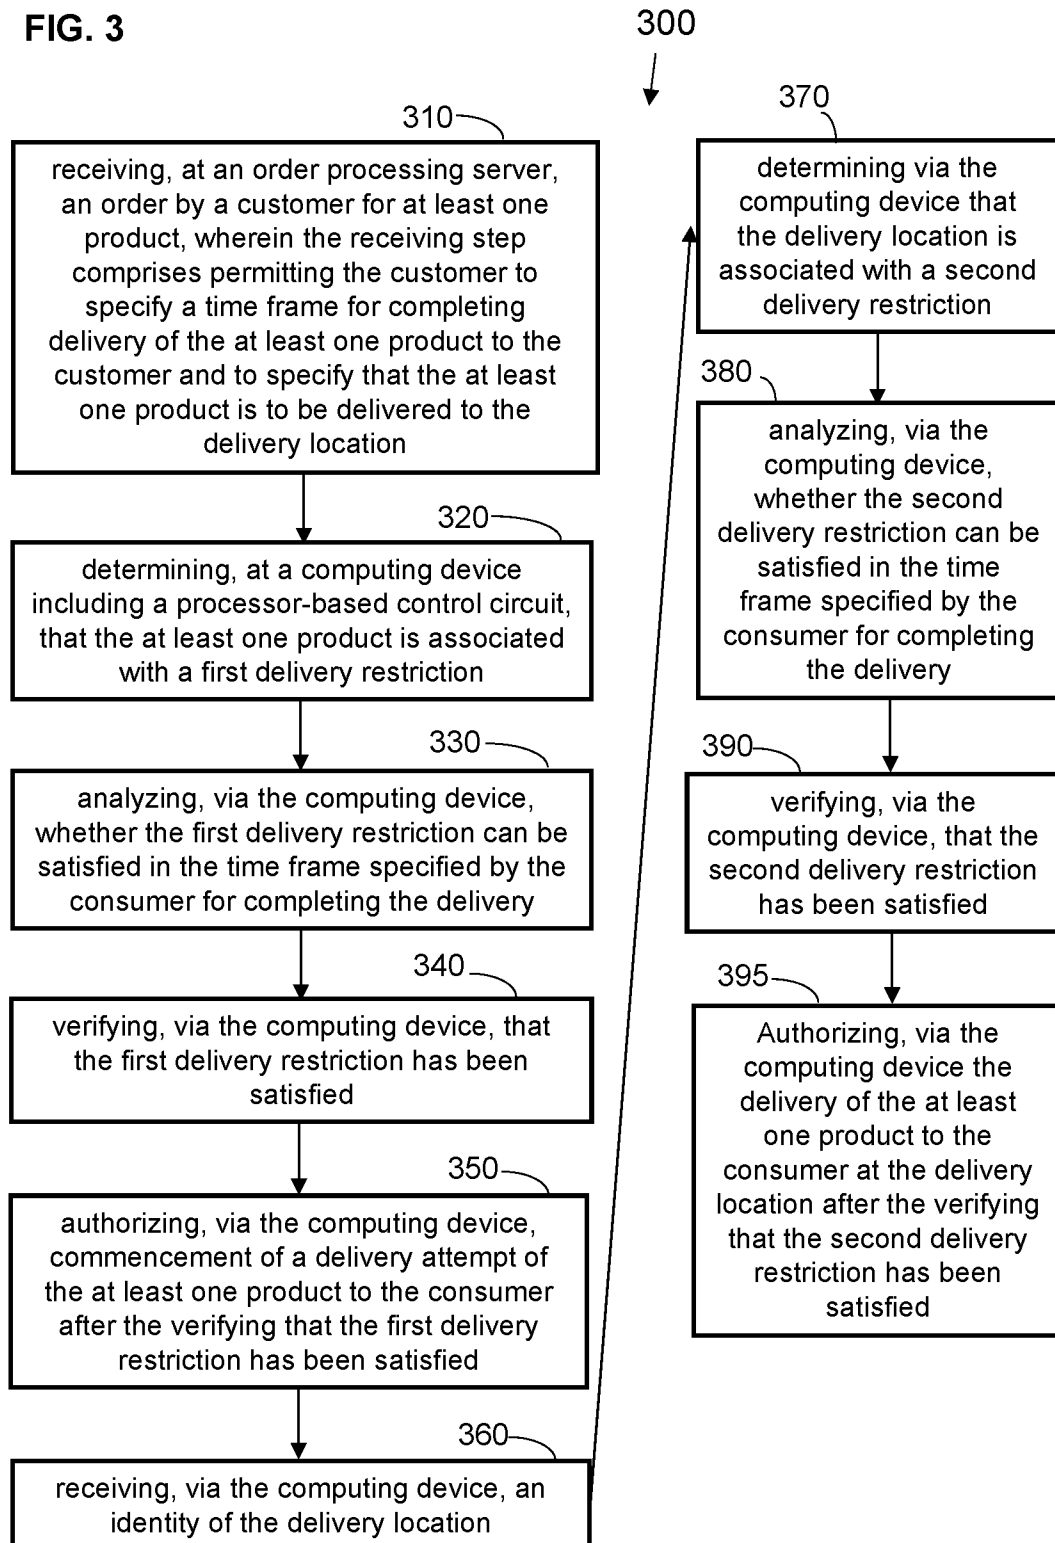 FIG. 3
300
310
receiving, at an order processing server,
an order by a customer for at least one
product, wherein the receiving step
comprises permitting the customer to
specify a time frame for completing
delivery of the at least one product to the
customer and to specify that the at least
one product is to be delivered to the
delivery location
320
determining, at a computing device
including a processor-based control circuit,
that the at least one product is associated
with a first delivery restriction
330
analyzing, via the computing device,
whether the first delivery restriction can be
satisfied in the time frame specified by the
consumer for completing the delivery
340
verifying, via the computing device, that
the first delivery restriction has been
satisfied
350
authorizing, via the computing device,
commencement of a delivery attempt of
the at least one product to the consumer
after the verifying that the first delivery
restriction has been satisfied
360
receiving, via the computing device, an
identity of the delivery location
370
determining via the
computing device that
the delivery location is
associated with a second
delivery restriction
380
analyzing, via the
computing device,
whether the second
delivery restriction can be
satisfied in the time
frame specified by the
consumer for completing
the delivery
390
verifying, via the
computing device, that the
second delivery restriction
has been satisfied
395
Authorizing, via the
computing device the
delivery of the at least
one product to the
consumer at the delivery
location after the verifying
that the second delivery
restriction has been
satisfied